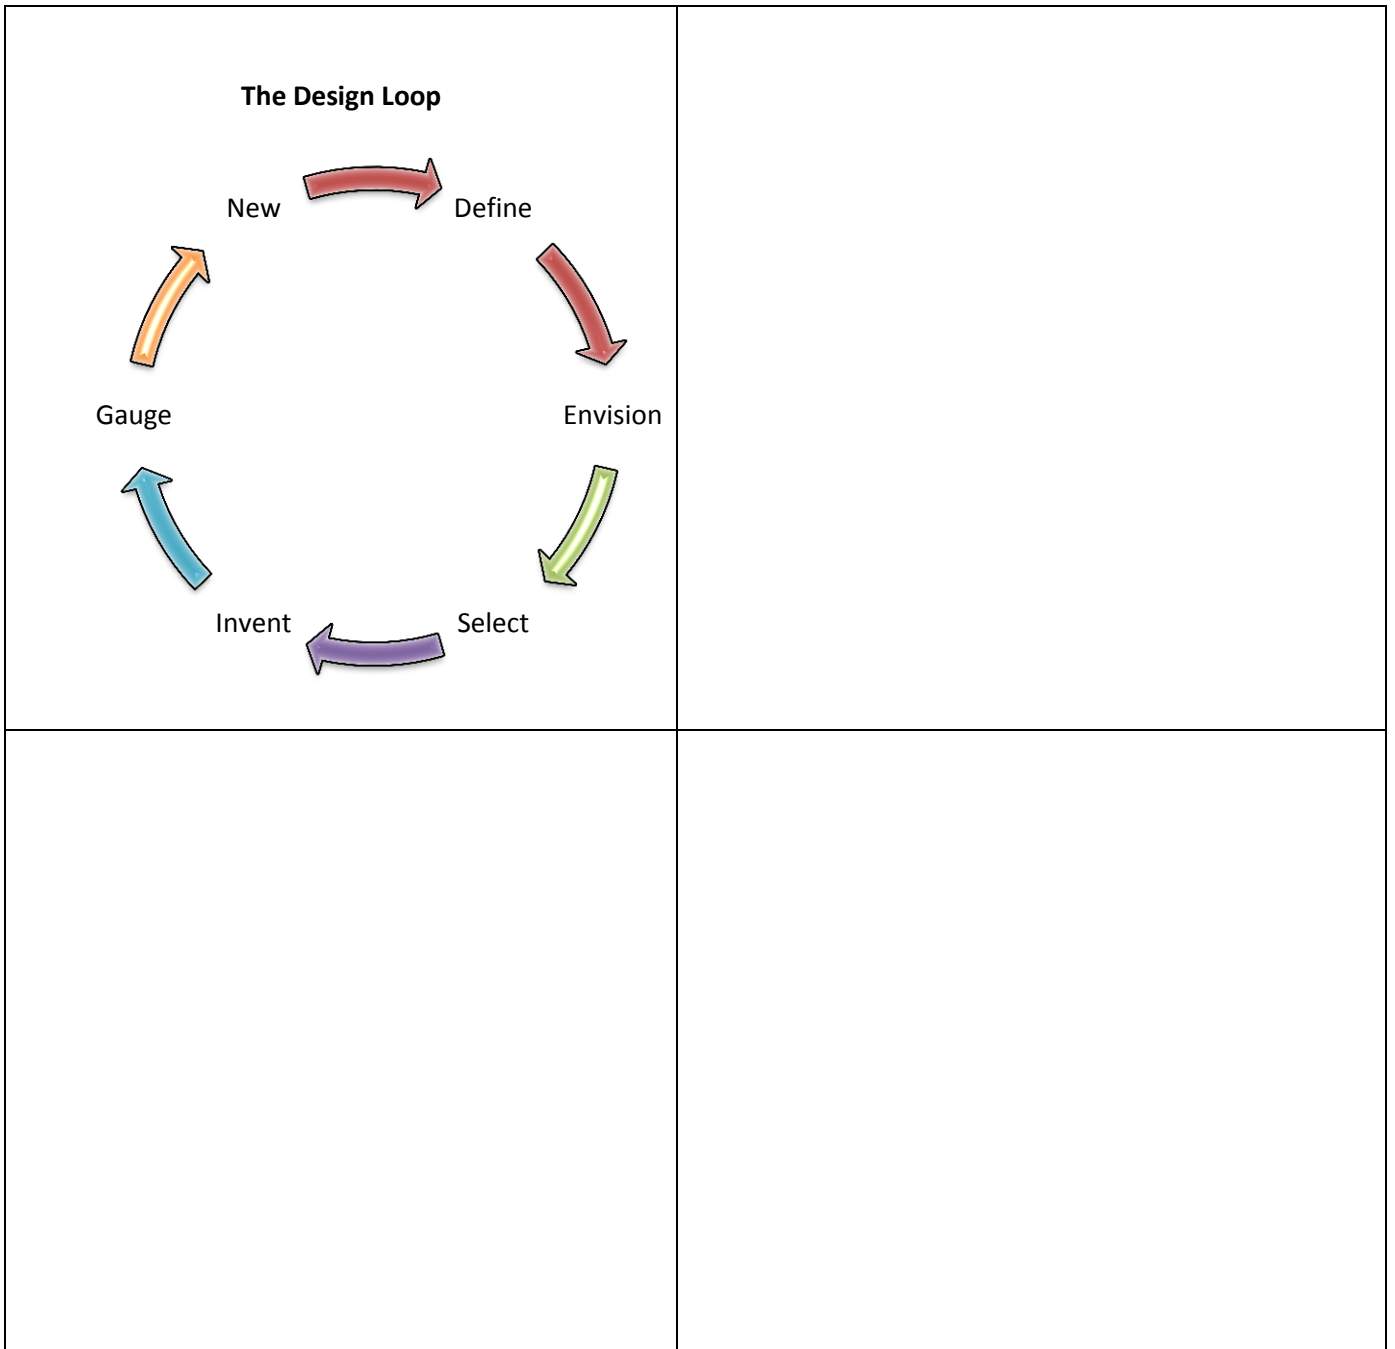 The Design Loop
New
Define
Envision
Select
Invent
Gauge